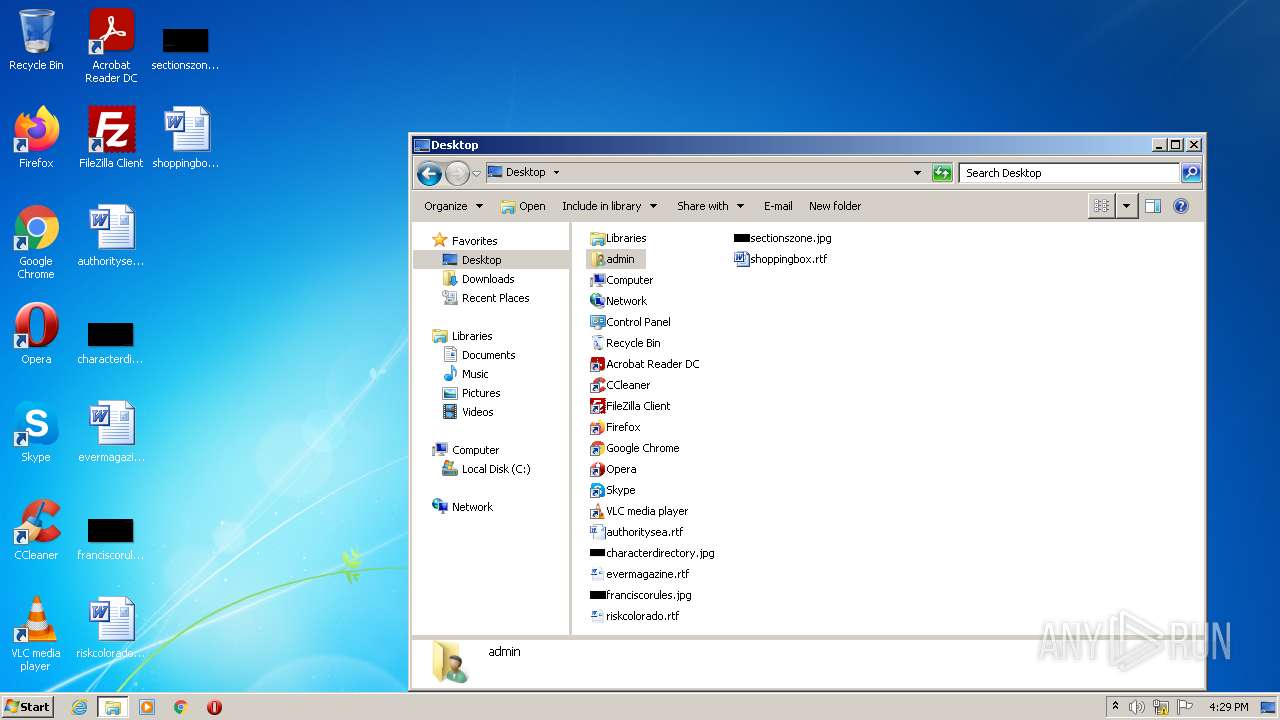 Recycle Bin
Acrobat
Reader DC
sectionszon...
Firefox
FileZilla Client
shoppingbo...
Google
Chrome
authorityse...
Opera
characterdi...
Skype
evermagazi...
CCleaner
franciscorul...
VLC media
player
riskcolorado...
Desktop
Desktop
Search Desktop
Organize
Open
Include in library
Share with
E-mail
New folder
Favorites
Desktop
Downloads
Recent Places
Libraries
Documents
Music
Pictures
Videos
Computer
Local Disk (C:)
Network
Libraries
admin
Computer
Network
Control Panel
Recycle Bin
Acrobat Reader DC
CCleaner
FileZilla Client
Firefox
Google Chrome
Opera
Skype
VLC media player
authoritysea.rtf
characterdirectory.jpg
evermagazine.rtf
franciscorules.jpg
riskcolorado.rtf
sectionszone.jpg
shoppingbox.rtf
admin
ANY RUN
Start
4:29 PM